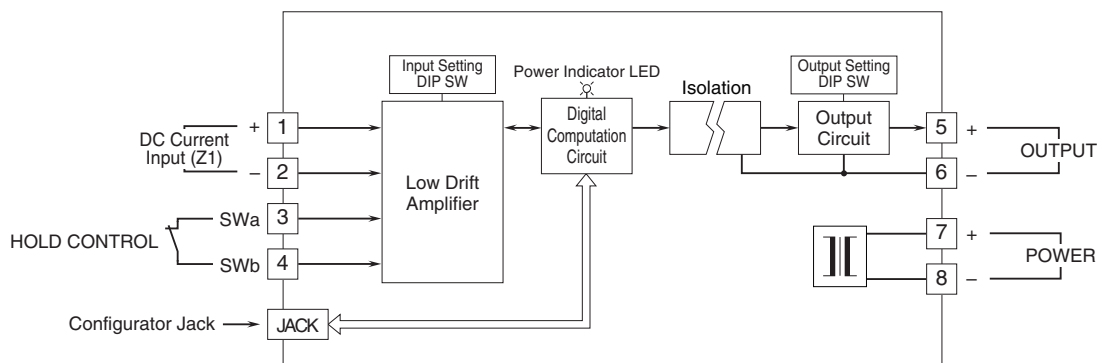 Input Setting
DIP SW
Power Indicator LED
Isolation
Output Setting
DIP SW
DC Current
Input (Z1)
+
1
–
2
Low Drift
Amplifier
Digital
Computation
Circuit
Output
Circuit
5
+
6
–
OUTPUT
HOLD CONTROL
SWa
3
SWb
4
7
+
8
–
POWER
Configurator Jack
JACK